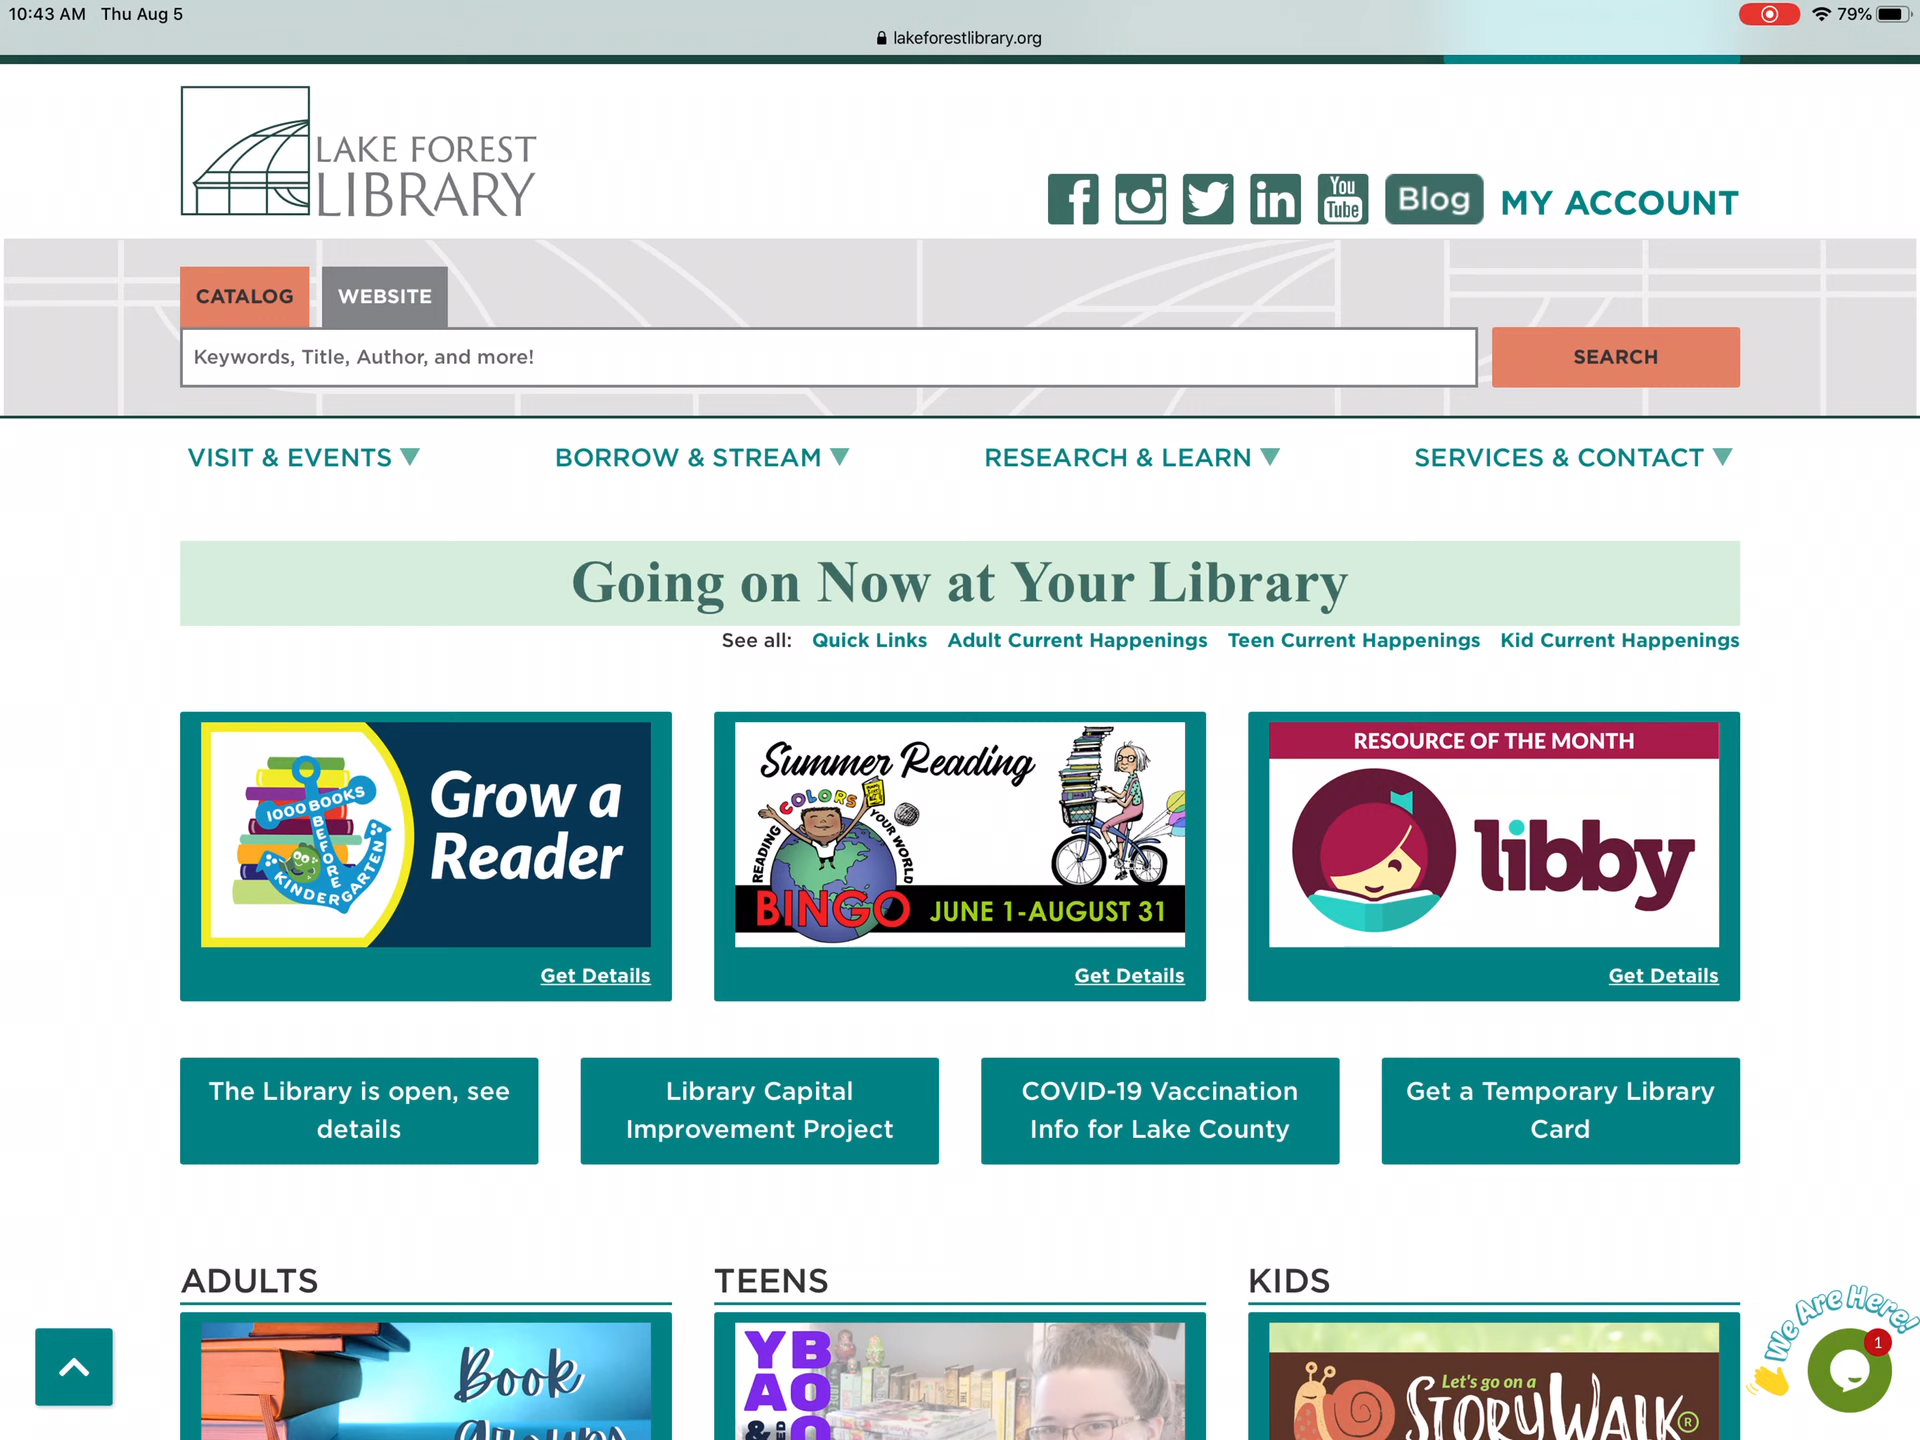 10:43 AM Thu Aug 5
79%
lakeforestlibrary.org
LAKE FOREST
LIBRARY
You
Tube
Blog
MY ACCOUNT
CATALOG
WEBSITE
Keywords, Title, Author, and more!
SEARCH
VISIT & EVENTS
BORROW & STREAM
RESEARCH & LEARN
SERVICES & CONTACT
Going on Now at Your Library
See all: Quick Links Adult Current Happenings Teen Current Happenings Kid Current Happenings
1000 BOOKS
BEFORE
KINDERGARTEN
Grow a
Reader
Get Details
Summer Reading
READING COLORS YOUR WORLD
BINGO
JUNE 1-AUGUST 31
Get Details
RESOURCE OF THE MONTH
libby
Get Details
The Library is open, see
details
Library Capital
Improvement Project
COVID-19 Vaccination
Info for Lake County
Get a Temporary Library
Card
ADULTS
TEENS
KIDS
Book
Groups
YB
AO
&
Let's go on a
STORYWALK®
We Are Here!
1